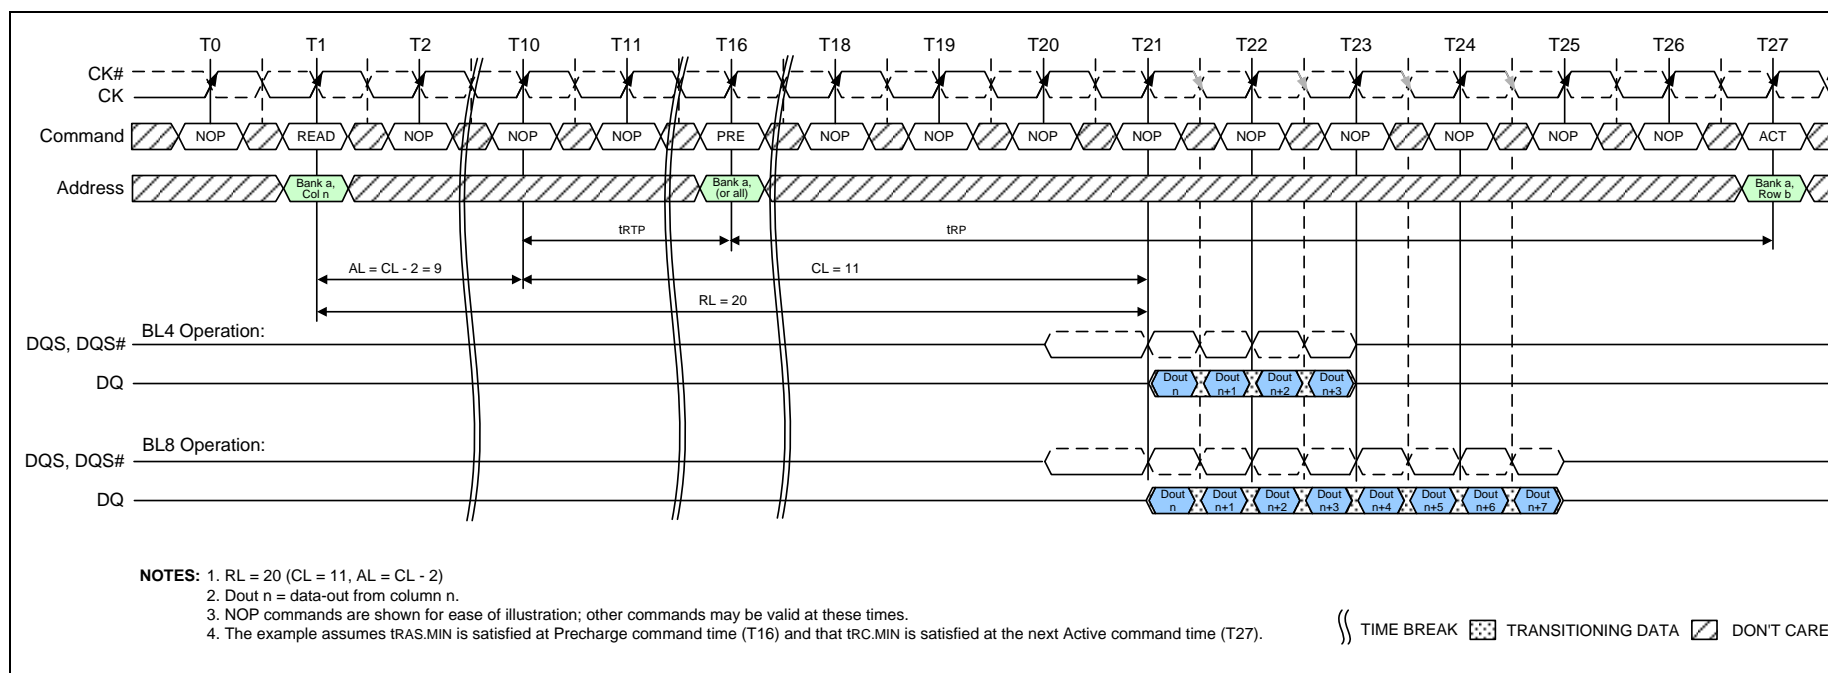 T0 T1 T2 T10 T11 T16 T18 T19 T20 T21 T22 T23 T24 T25 T26 T27
CK#
CK
Command NOP READ NOP NOP NOP PRE NOP NOP NOP NOP NOP NOP NOP NOP NOP ACT
Address Bank a, Col n Bank a, (or all) Bank a, Row b
tRTP tRP
AL = CL - 2 = 9 CL = 11
RL = 20
BL4 Operation:
DQS, DQS#
DQ Dout n Dout n+1 Dout n+2 Dout n+3
BL8 Operation:
DQS, DQS#
DQ Dout n Dout n+1 Dout n+2 Dout n+3 Dout n+4 Dout n+5 Dout n+6 Dout n+7
NOTES: 1. RL = 20 (CL = 11, AL = CL - 2)
2. Dout n = data-out from column n.
3. NOP commands are shown for ease of illustration; other commands may be valid at these times.
4. The example assumes tRAS.MIN is satisfied at Precharge command time (T16) and that tRC.MIN is satisfied at the next Active command time (T27).
TIME BREAK TRANSITIONING DATA DON'T CARE